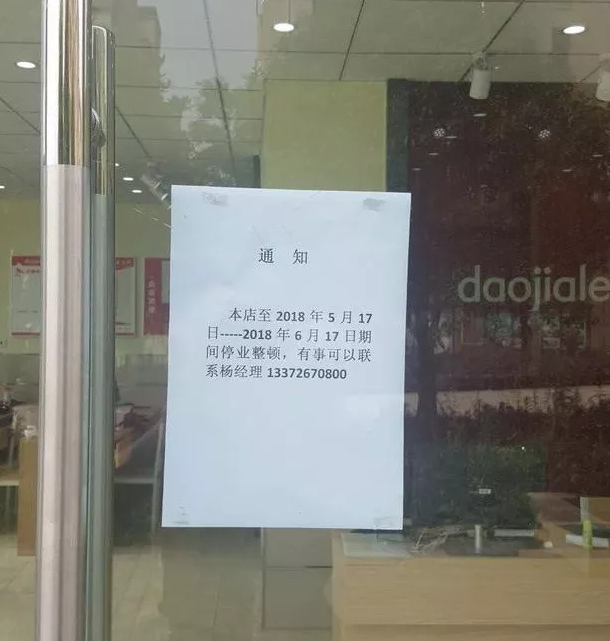 通 知
本店至 2018 年 5 月 17
日-----2018 年 6 月 17 日期
间停业整顿，有事可以联
系杨经理 13372670800
daojiale